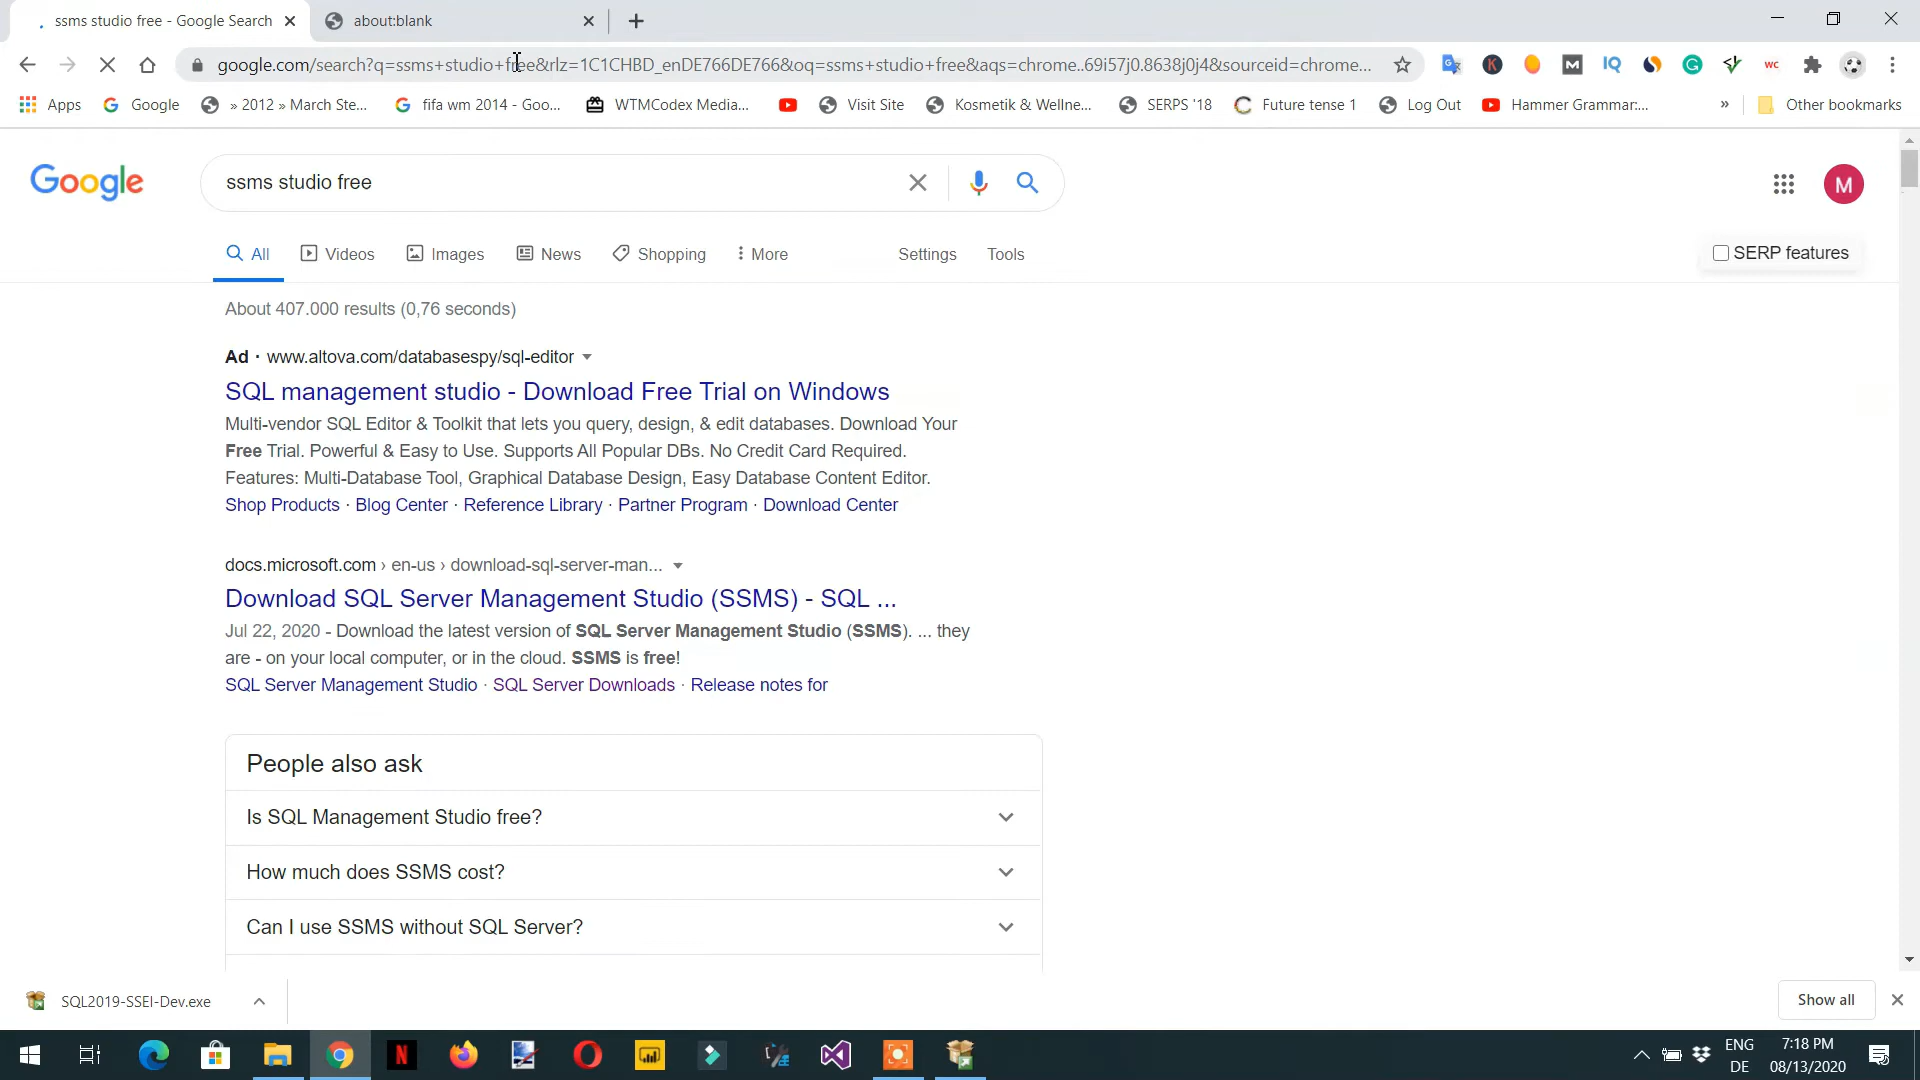 ssms studio free - Google Search
about:blank
google.com/search?q=ssms+studio+free&rlz=1C1CHBD_enDE766DE766&oq=ssms+studio+free&aqs=chrome..69i57j0.8638j0j4&sourceid=chrome...
Apps
Google
» 2012 » March Ste...
fifa wm 2014 - Goo...
WTMCodex Media...
Visit Site
Kosmetik & Wellne...
SERPS '18
Future tense 1
Log Out
Hammer Grammar:...
»
Other bookmarks
Google
ssms studio free
M
All
Videos
Images
News
Shopping
More
Settings
Tools
SERP features
About 407.000 results (0,76 seconds)
Ad · www.altova.com/databasespy/sql-editor
SQL management studio - Download Free Trial on Windows
Multi-vendor SQL Editor & Toolkit that lets you query, design, & edit databases. Download Your
Free Trial. Powerful & Easy to Use. Supports All Popular DBs. No Credit Card Required.
Features: Multi-Database Tool, Graphical Database Design, Easy Database Content Editor.
Shop Products · Blog Center · Reference Library · Partner Program · Download Center
docs.microsoft.com › en-us › download-sql-server-man...
Download SQL Server Management Studio (SSMS) - SQL ...
Jul 22, 2020 - Download the latest version of SQL Server Management Studio (SSMS). ... they
are - on your local computer, or in the cloud. SSMS is free!
SQL Server Management Studio · SQL Server Downloads · Release notes for
People also ask
Is SQL Management Studio free?
How much does SSMS cost?
Can I use SSMS without SQL Server?
SQL2019-SSEI-Dev.exe
Show all
ENG
DE
7:18 PM
08/13/2020